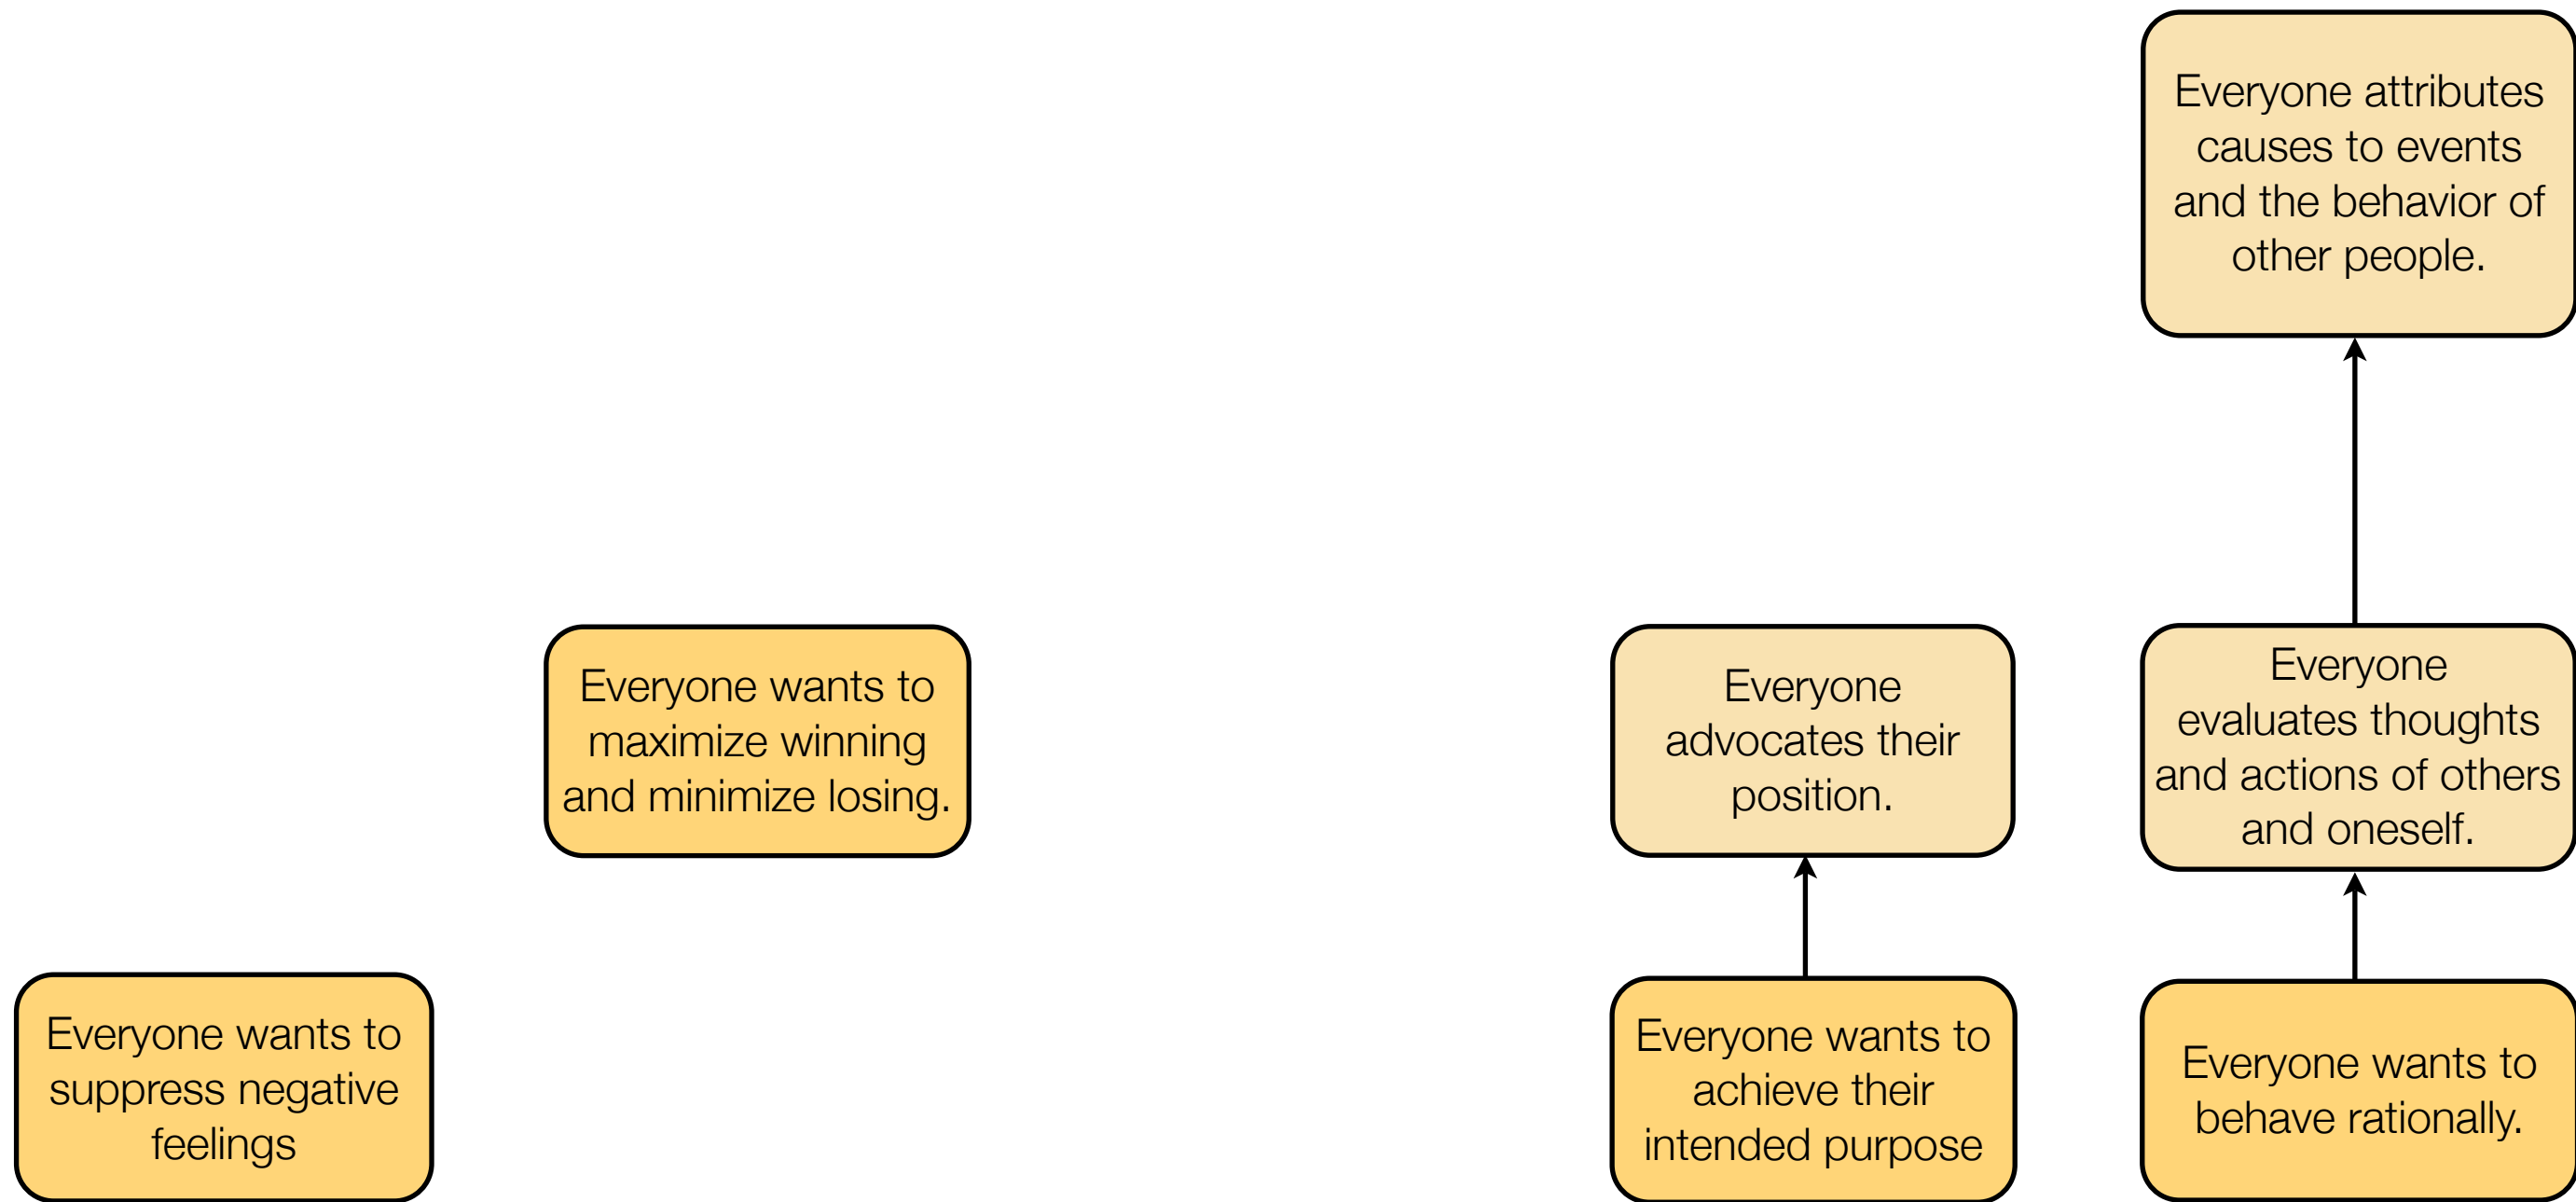 Everyone attributes
causes to events
and the behavior of
other people.
Everyone wants to
maximize winning
and minimize losing.
Everyone
advocates their
position.
Everyone
evaluates thoughts
and actions of others
and oneself.
Everyone wants to
suppress negative
feelings
Everyone wants to
achieve their
intended purpose
Everyone wants to
behave rationally.